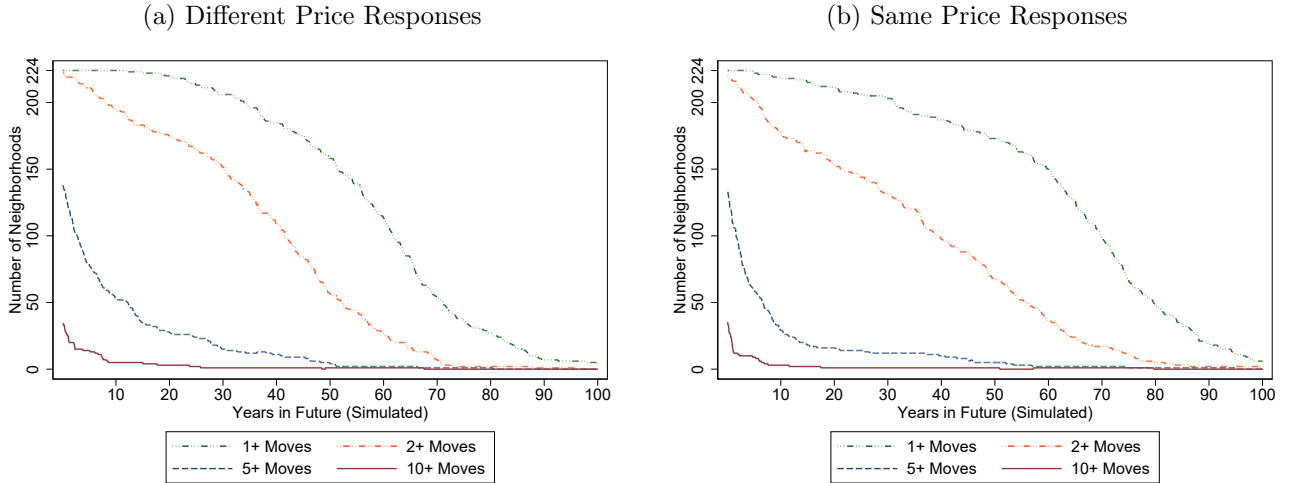 (a) Different Price Responses
Number of Neighborhoods
224
200
150
100
50
0
10 20 30 40 50 60 70 80 90 100
Years in Future (Simulated)
1+ Moves 2+ Moves
5+ Moves 10+ Moves
(b) Same Price Responses
Number of Neighborhoods
224
200
150
100
50
0
10 20 30 40 50 60 70 80 90 100
Years in Future (Simulated)
1+ Moves 2+ Moves
5+ Moves 10+ Moves